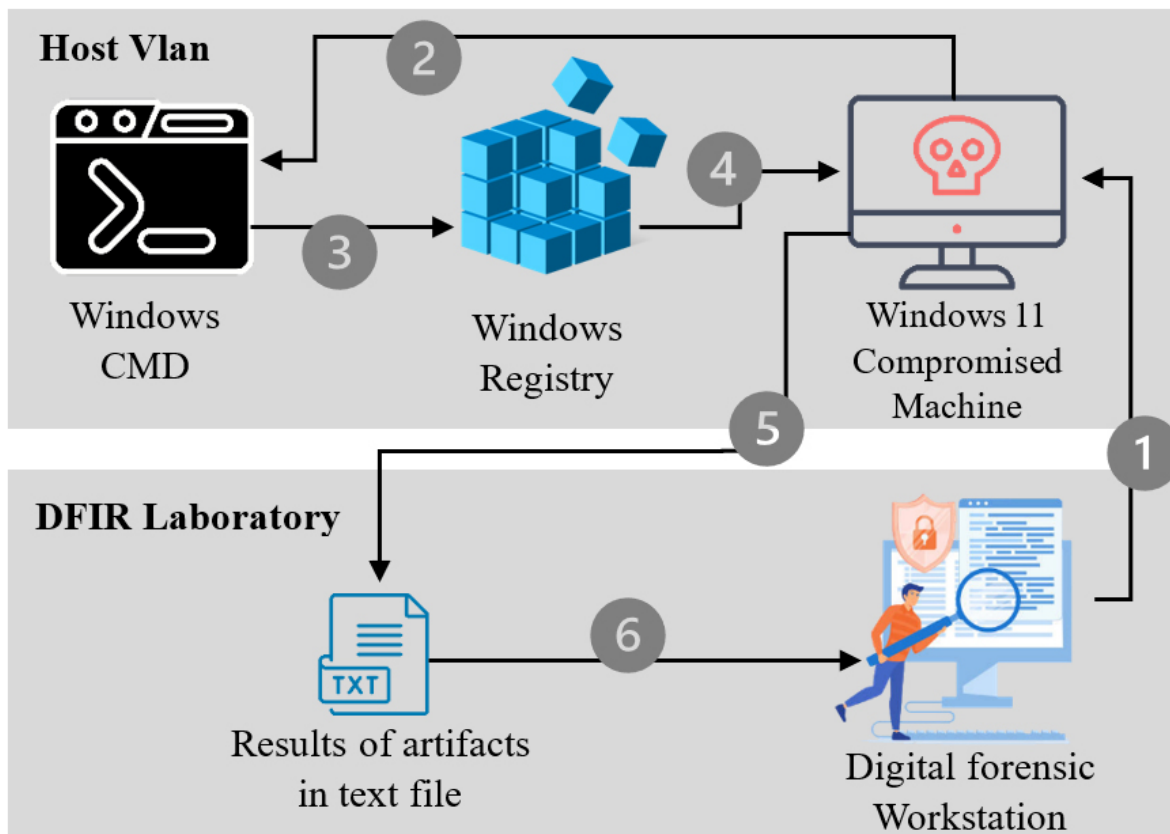 Host Vlan
2
4
3
Windows
CMD
Windows
Registry
Windows 11
Compromised
Machine
5
1
DFIR Laboratory
TXT
6
Results of artifacts
in text file
Digital forensic
Workstation